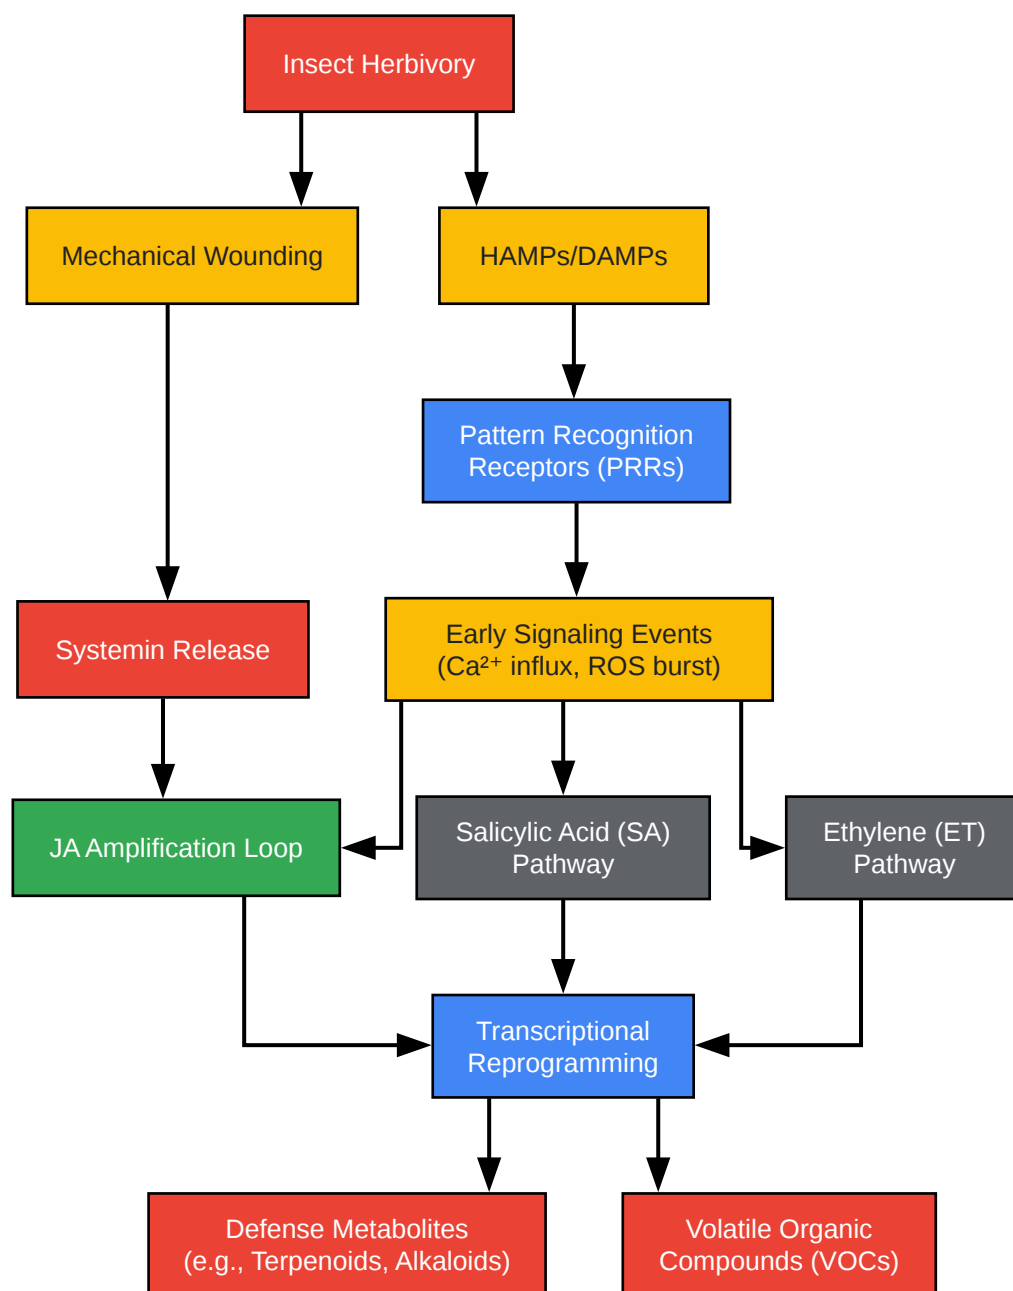 Insect Herbivory
Mechanical Wounding
HAMPs/DAMPs
Pattern Recognition
Receptors (PRRs)
Systemin Release
Early Signaling Events
(Ca²⁺ influx, ROS burst)
JA Amplification Loop
Salicylic Acid (SA)
Pathway
Ethylene (ET)
Pathway
Transcriptional
Reprogramming
Defense Metabolites
(e.g., Terpenoids, Alkaloids)
Volatile Organic
Compounds (VOCs)